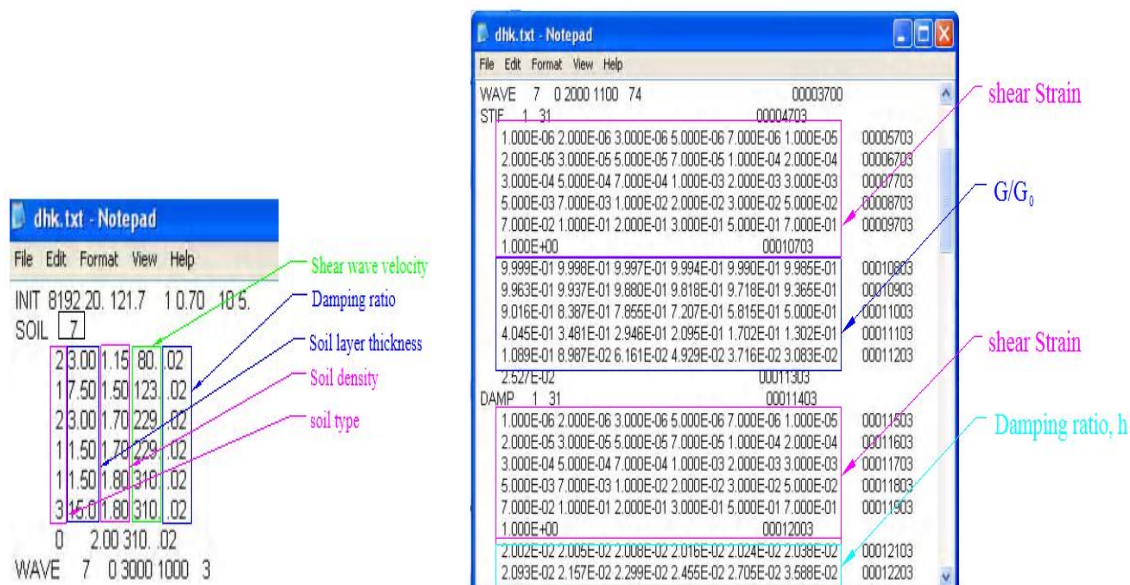 dhk.txt - Notepad
File Edit Format View Help
INIT 8192 20. 121.7 1 0.70 10 5.
SOIL 7
2 3.00 1.15 80. .02
1 7.50 1.50 123. .02
2 3.00 1.70 229. .02
1 1.50 1.70 229. .02
1 1.50 1.80 310. .02
3 15.0 1.80 310. .02
0 2.00 310. .02
WAVE 7 0 3000 1000 3
Shear wave velocity
Damping ratio
Soil layer thickness
Soil density
soil type
dhk.txt - Notepad
File Edit Format View Help
WAVE 7 0 2000 1100 74 00003700
STIF 1 31 00004703
1.000E-06 2.000E-06 3.000E-06 5.000E-06 7.000E-06 1.000E-05 00005703
2.000E-05 3.000E-05 5.000E-05 7.000E-05 1.000E-04 2.000E-04 00006703
3.000E-04 5.000E-04 7.000E-04 1.000E-03 2.000E-03 3.000E-03 00007703
5.000E-03 7.000E-03 1.000E-02 2.000E-02 3.000E-02 5.000E-02 00008703
7.000E-02 1.000E-01 2.000E-01 3.000E-01 5.000E-01 7.000E-01 00009703
1.000E+00 00010703
9.999E-01 9.998E-01 9.997E-01 9.994E-01 9.990E-01 9.985E-01 00010803
9.963E-01 9.937E-01 9.880E-01 9.818E-01 9.718E-01 9.365E-01 00010903
9.016E-01 8.387E-01 7.855E-01 7.207E-01 5.815E-01 5.000E-01 00011003
4.045E-01 3.481E-01 2.946E-01 2.095E-01 1.702E-01 1.302E-01 00011103
1.089E-01 8.987E-02 6.161E-02 4.929E-02 3.716E-02 3.083E-02 00011203
2.527E-02 00011303
DAMP 1 31 00011403
1.000E-06 2.000E-06 3.000E-06 5.000E-06 7.000E-06 1.000E-05 00011503
2.000E-05 3.000E-05 5.000E-05 7.000E-05 1.000E-04 2.000E-04 00011603
3.000E-04 5.000E-04 7.000E-04 1.000E-03 2.000E-03 3.000E-03 00011703
5.000E-03 7.000E-03 1.000E-02 2.000E-02 3.000E-02 5.000E-02 00011803
7.000E-02 1.000E-01 2.000E-01 3.000E-01 5.000E-01 7.000E-01 00011903
1.000E+00 00012003
2.002E-02 2.005E-02 2.008E-02 2.016E-02 2.024E-02 2.038E-02 00012103
2.093E-02 2.157E-02 2.299E-02 2.455E-02 2.705E-02 3.588E-02 00012203
shear Strain
G/G₀
shear Strain
Damping ratio, h